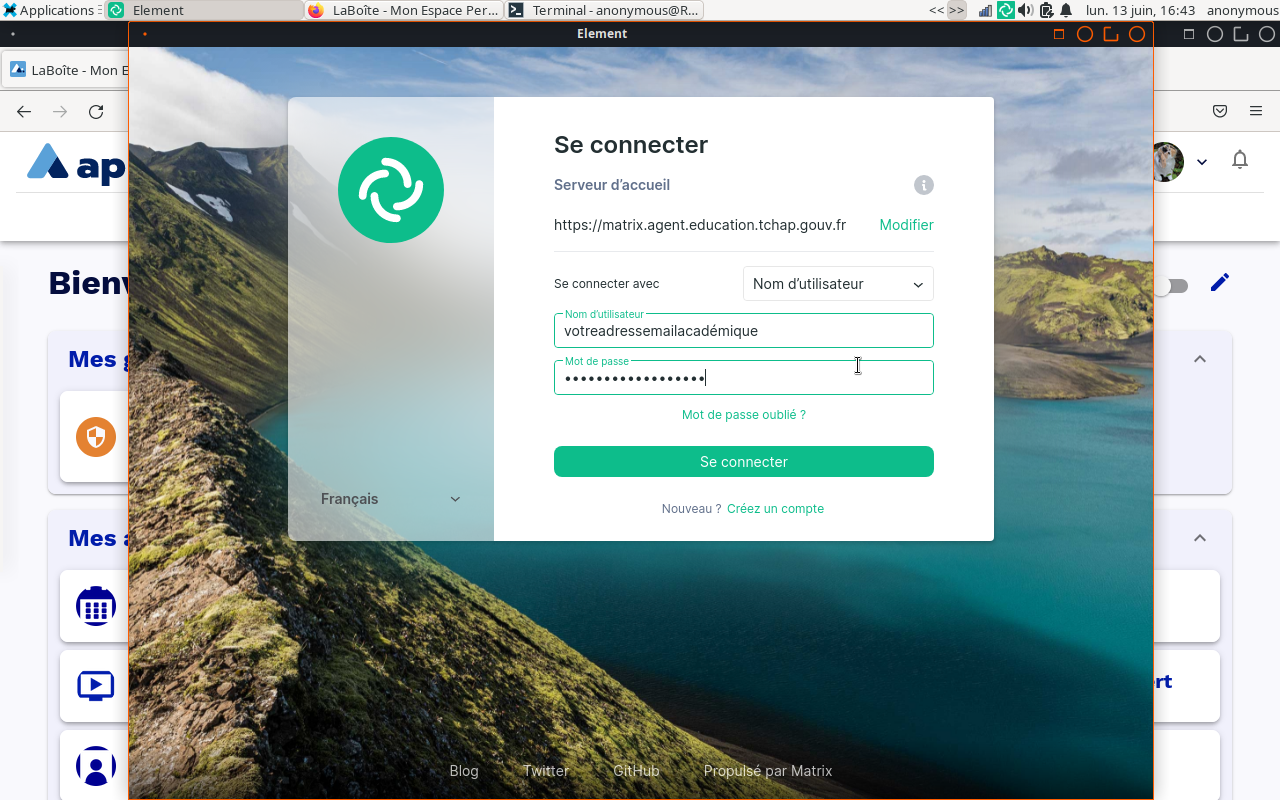 Applications
Element
LaBoîte - Mon Espace Per...
Terminal - anonymous@R...
<< >>
lun. 13 juin, 16:43
anonymous
Element
LaBoîte - Mon E
ap
Bienv
Mes g
Mes a
rt
Se connecter
Serveur d’accueil
https://matrix.agent.education.tchap.gouv.fr
Modifier
Se connecter avec
Nom d’utilisateur
Nom d’utilisateur
votreadressemailacadémique
Mot de passe
••••••••••••••••••
Mot de passe oublié ?
Se connecter
Français
Nouveau ? Créez un compte
Blog
Twitter
GitHub
Propulsé par Matrix